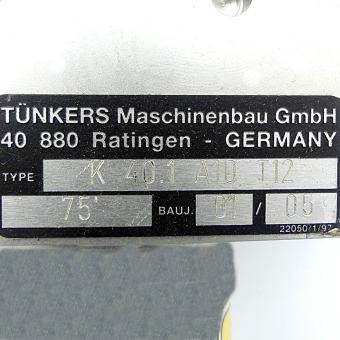 TÜNKERS Maschinenbau GmbH
40 880 Ratingen - GERMANY
TYPE K 40.1 A10 T12
75° BAUJ. 01 / 05
22050/1/97